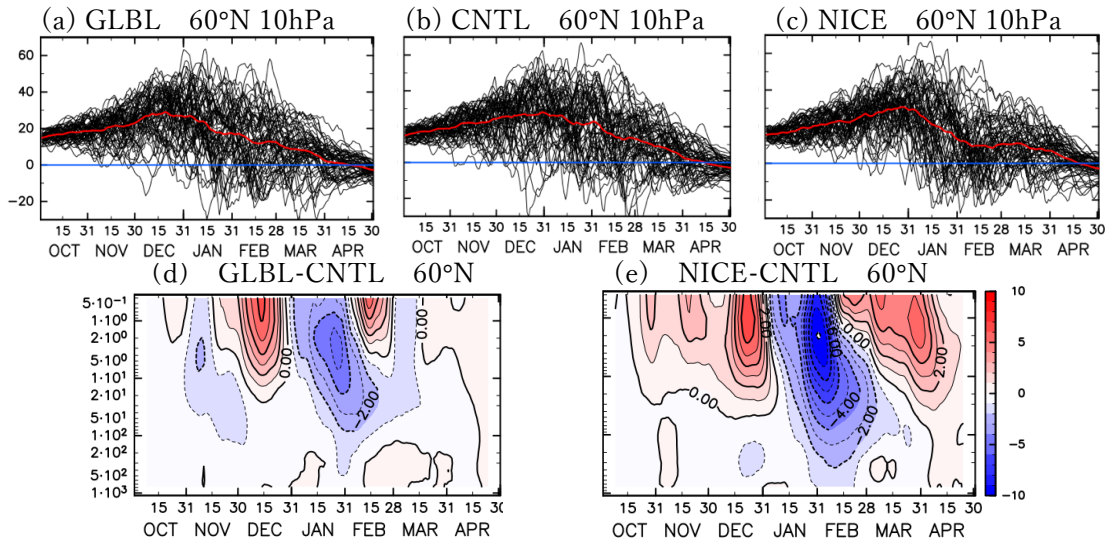 (a) GLBL 60°N 10hPa
(b) CNTL 60°N 10hPa
(c) NICE 60°N 10hPa
60
40
20
0
−20
15 31 15 30 15 31 15 31 15 28 15 31 15 30
OCT NOV DEC JAN FEB MAR APR
15 31 15 30 15 31 15 31 15 28 15 31 15 30
OCT NOV DEC JAN FEB MAR APR
15 31 15 30 15 31 15 31 15 28 15 31 15 30
OCT NOV DEC JAN FEB MAR APR
(d) GLBL-CNTL 60°N
5·10⁻¹
1·10⁰
2·10⁰
5·10⁰
1·10¹
2·10¹
5·10¹
1·10²
2·10²
5·10²
1·10³
0.00
−2.00
0.00
15 31 15 30 15 31 15 31 15 28 15 31 15 30
OCT NOV DEC JAN FEB MAR APR
(e) NICE-CNTL 60°N
0.00
0.00
−4.00
−2.00
2.00
15 31 15 30 15 31 15 31 15 28 15 31 15 30
OCT NOV DEC JAN FEB MAR APR
10
5
0
−5
−10